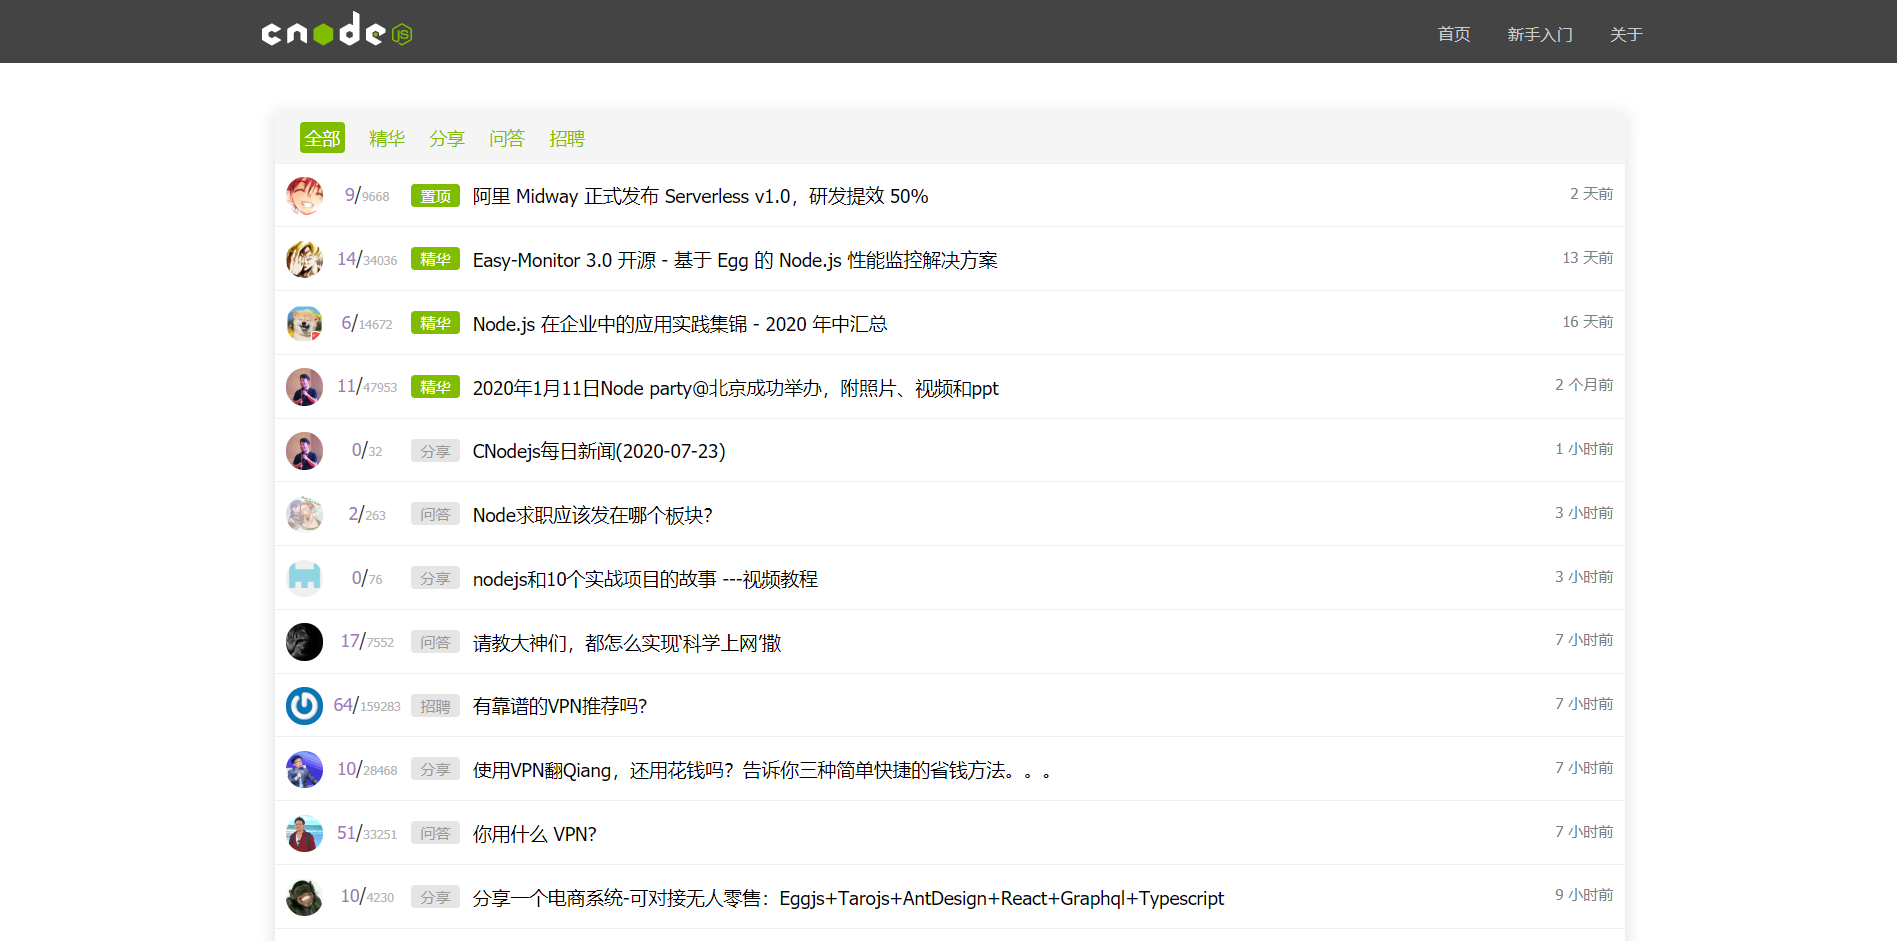 cnode JS 首页 新手入门 关于
全部 精华 分享 问答 招聘
9/9668 置顶 阿里 Midway 正式发布 Serverless v1.0，研发提效 50% 2 天前
14/34036 精华 Easy-Monitor 3.0 开源 - 基于 Egg 的 Node.js 性能监控解决方案 13 天前
6/14672 精华 Node.js 在企业中的应用实践集锦 - 2020 年中汇总 16 天前
11/47953 精华 2020年1月11日Node party@北京成功举办，附照片、视频和ppt 2 个月前
0/32 分享 CNodejs每日新闻(2020-07-23) 1 小时前
2/263 问答 Node求职应该发在哪个板块？ 3 小时前
0/76 分享 nodejs和10个实战项目的故事 ---视频教程 3 小时前
17/7552 问答 请教大神们，都怎么实现‘科学上网’撒 7 小时前
64/159283 招聘 有靠谱的VPN推荐吗？ 7 小时前
10/28468 分享 使用VPN翻Qiang，还用花钱吗？告诉你三种简单快捷的省钱方法。。。 7 小时前
51/33251 问答 你用什么 VPN? 7 小时前
10/4230 分享 分享一个电商系统-可对接无人零售：Eggjs+Tarojs+AntDesign+React+Graphql+Typescript 9 小时前